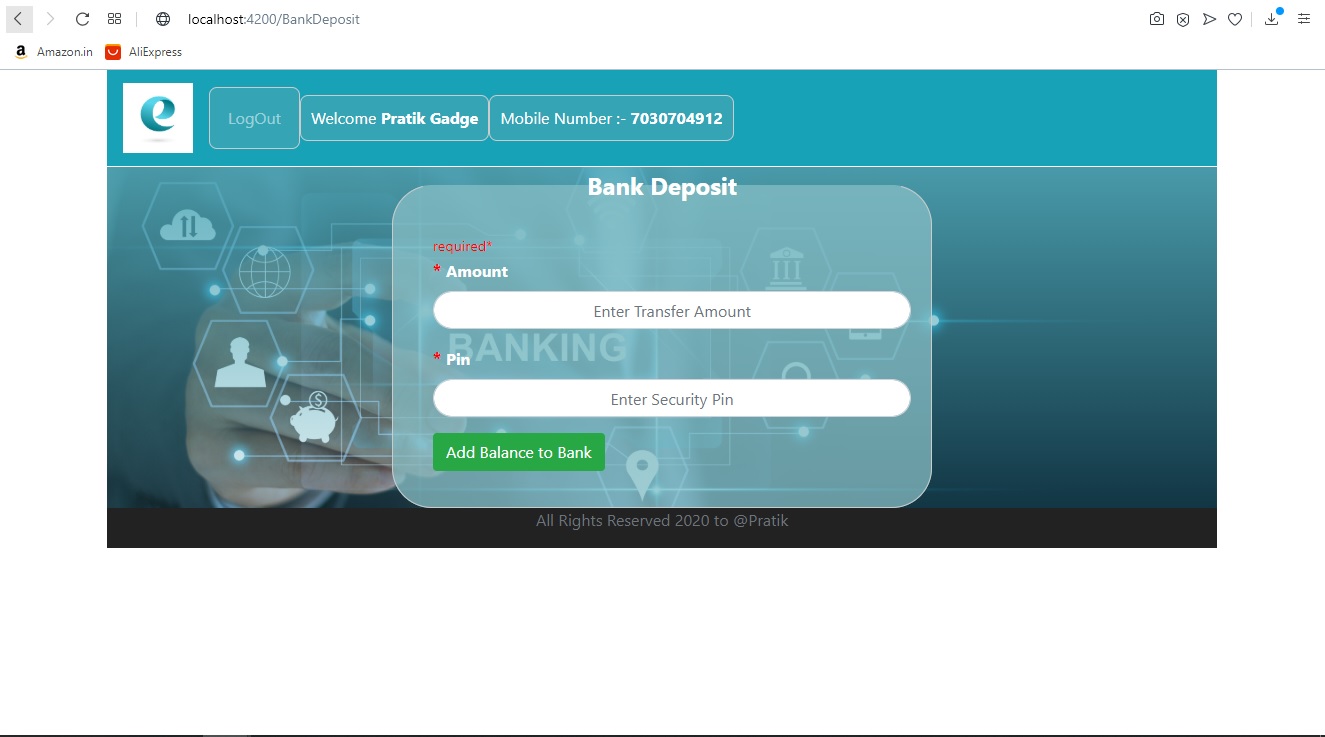 localhost:4200/BankDeposit
Amazon.in AliExpress
LogOut Welcome Pratik Gadge Mobile Number :- 7030704912
Bank Deposit
required*
* Amount
Enter Transfer Amount
BANKING
* Pin
Enter Security Pin
Add Balance to Bank
All Rights Reserved 2020 to @Pratik